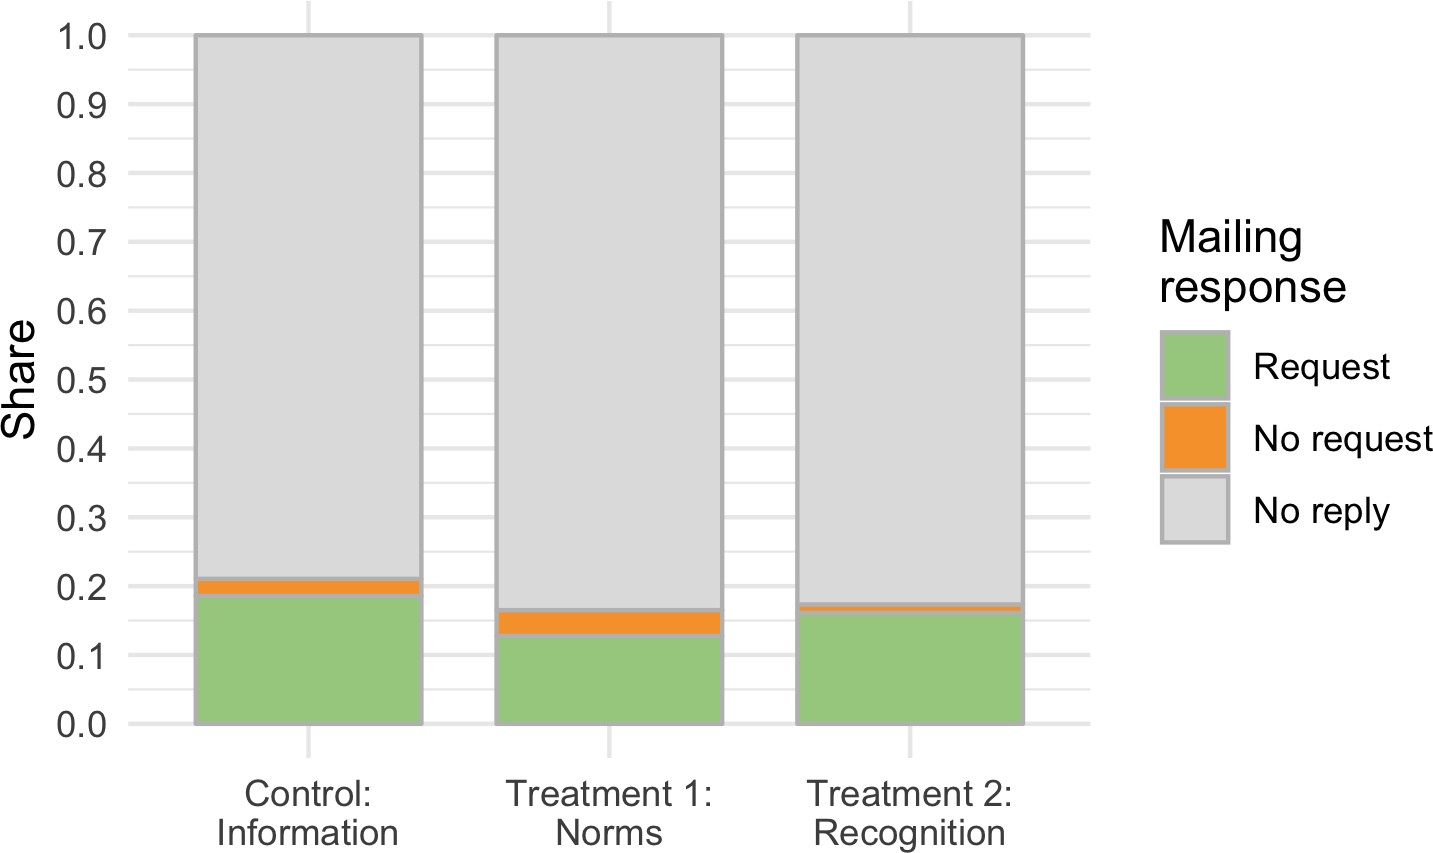 Share
1.0
0.9
0.8
0.7
0.6
0.5
0.4
0.3
0.2
0.1
0.0
Control:
Information
Treatment 1:
Norms
Treatment 2:
Recognition
Mailing
response
Request
No request
No reply